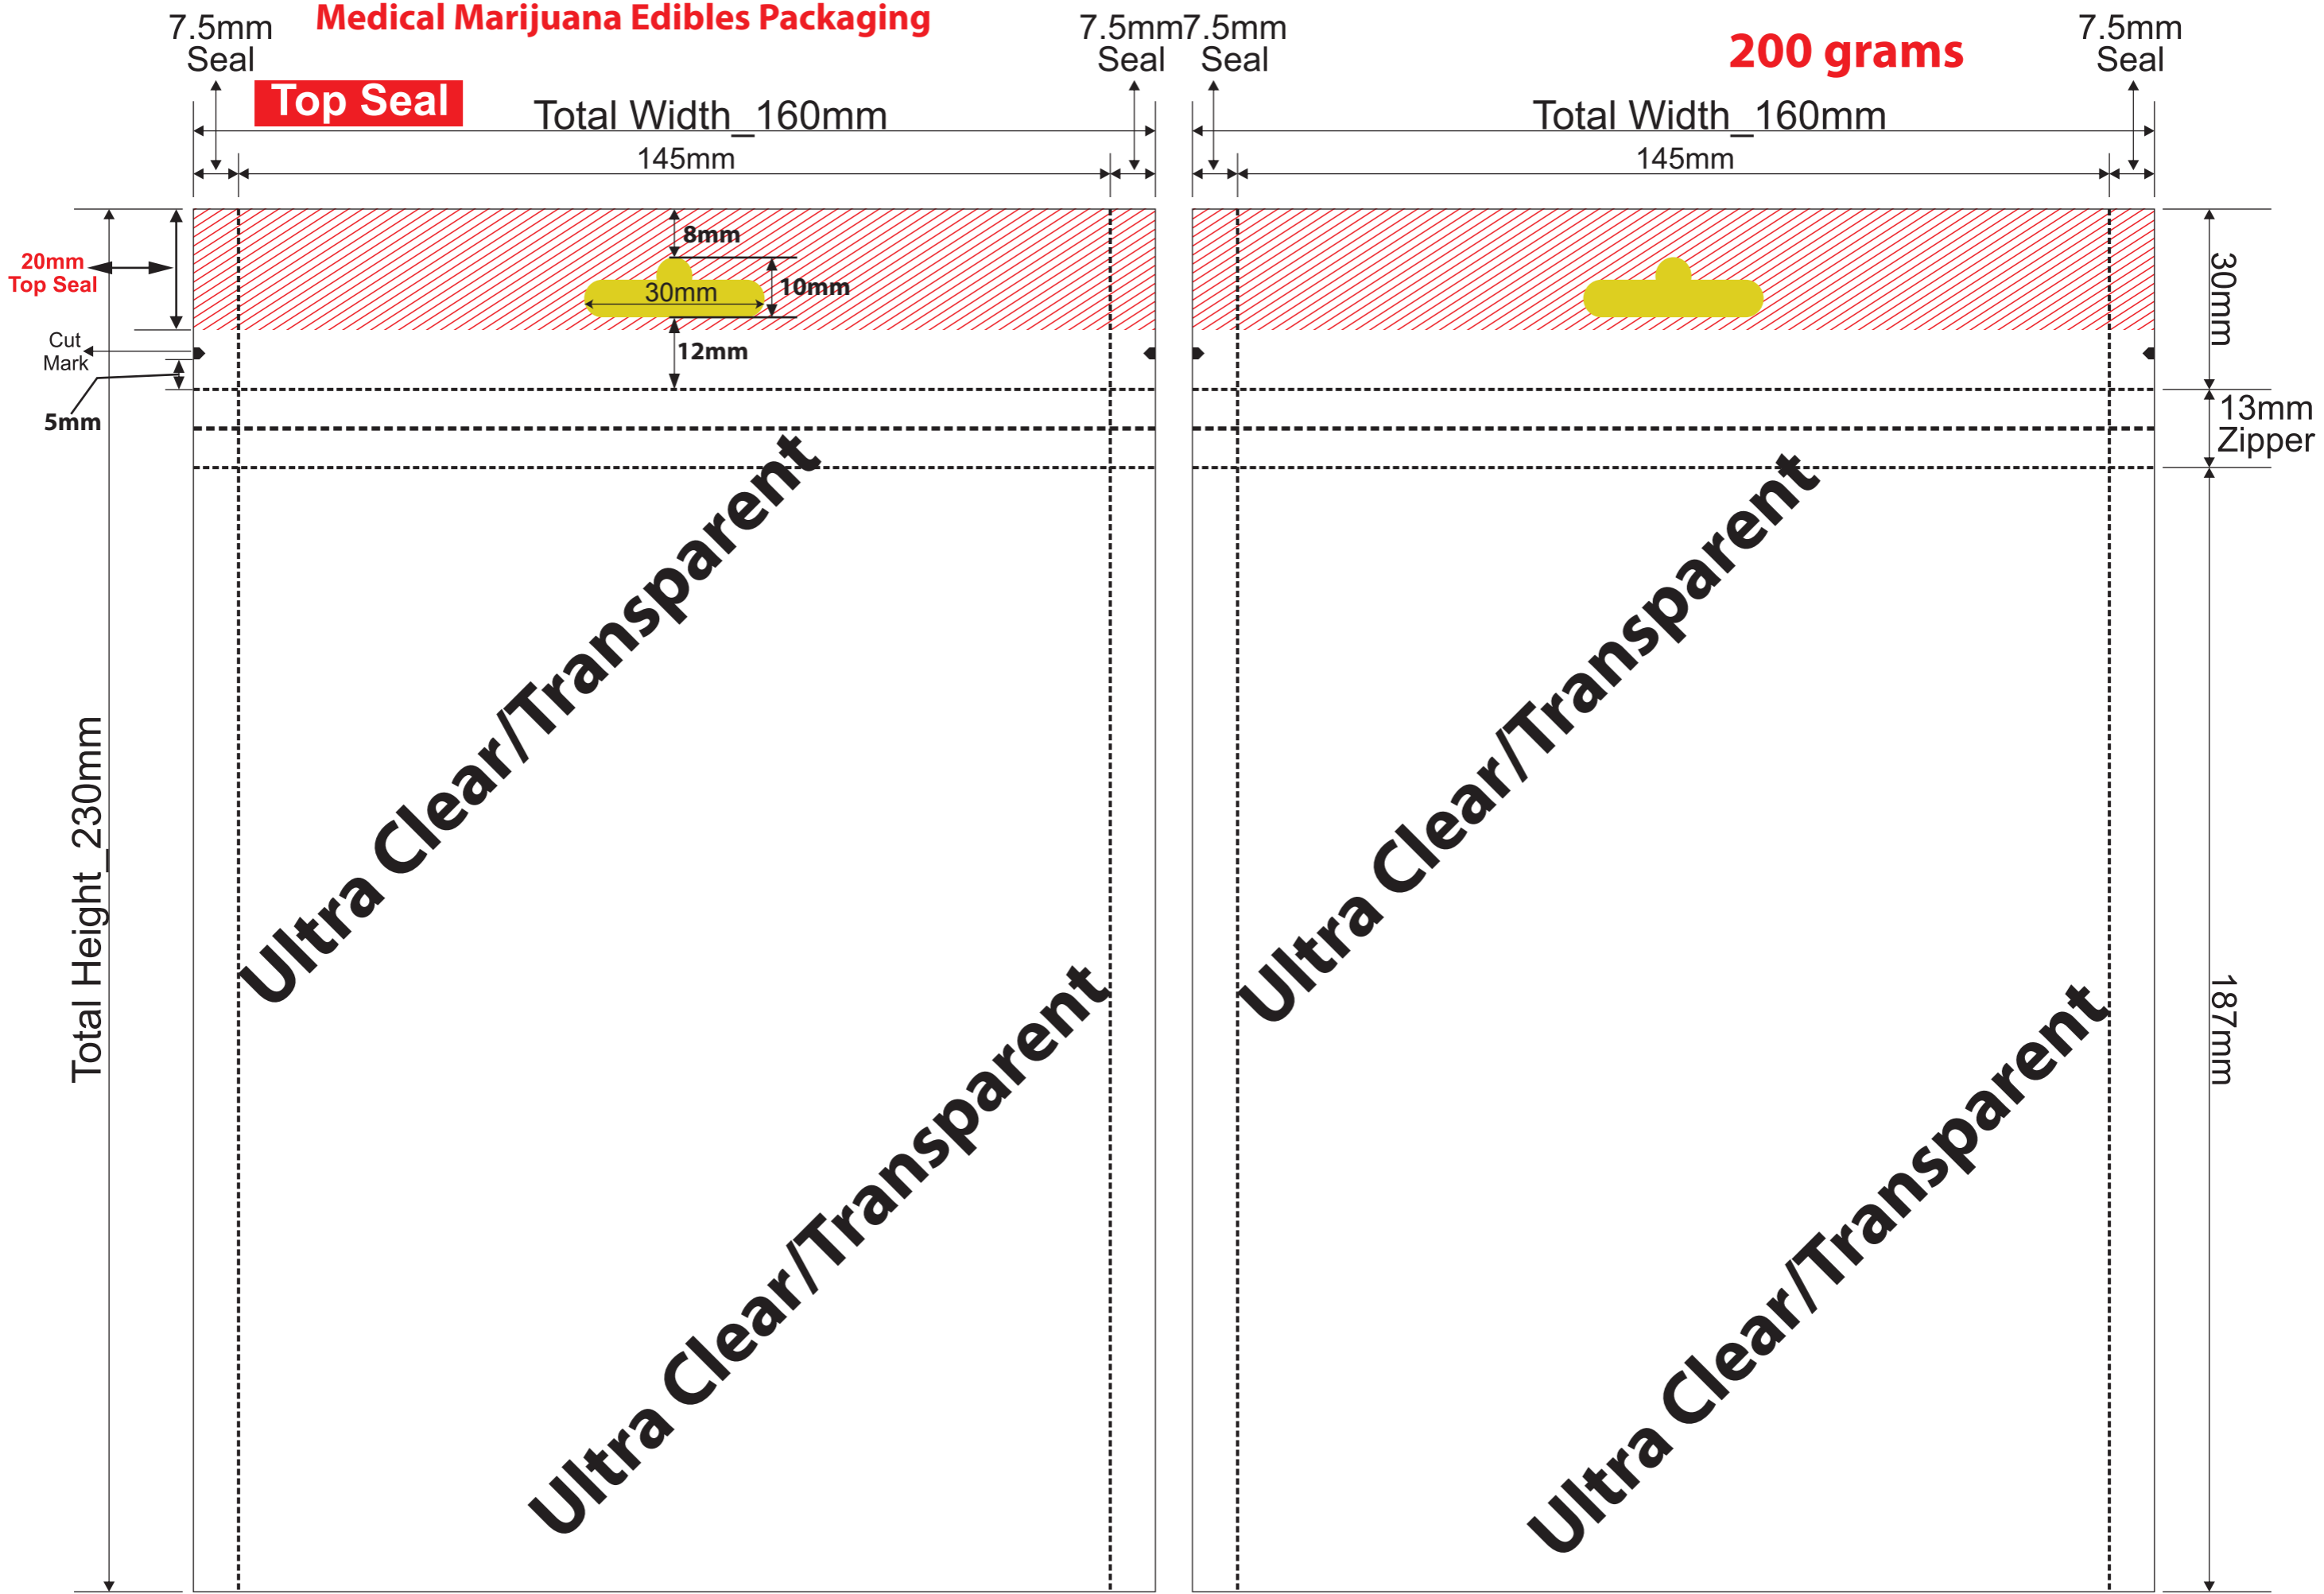 Medical Marijuana Edibles Packaging
200 grams
7.5mm
Seal
7.5mm
Seal
7.5mm
Seal
7.5mm
Seal
Top Seal
Total Width_160mm
Total Width_160mm
145mm
145mm
8mm
20mm
Top Seal
30mm
10mm
30mm
Cut
Mark
12mm
5mm
13mm
Zipper
Ultra Clear/Transparent
Ultra Clear/Transparent
Total Height_230mm
187mm
Ultra Clear/Transparent
Ultra Clear/Transparent